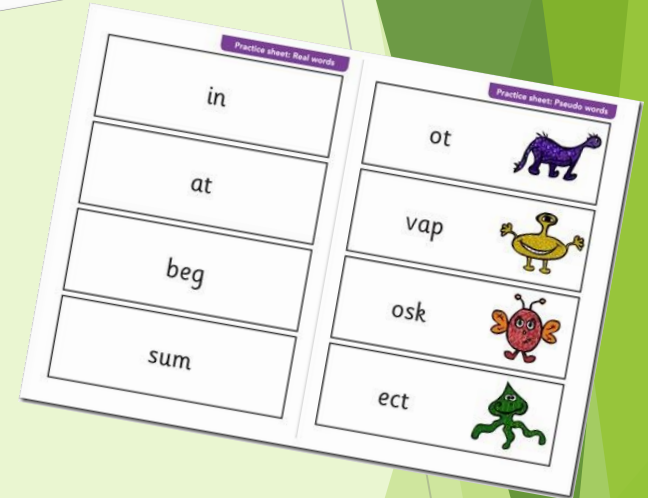 Practice sheet: Real words
in
at
beg
sum
Practice sheet: Pseudo words
ot
vap
osk
ect